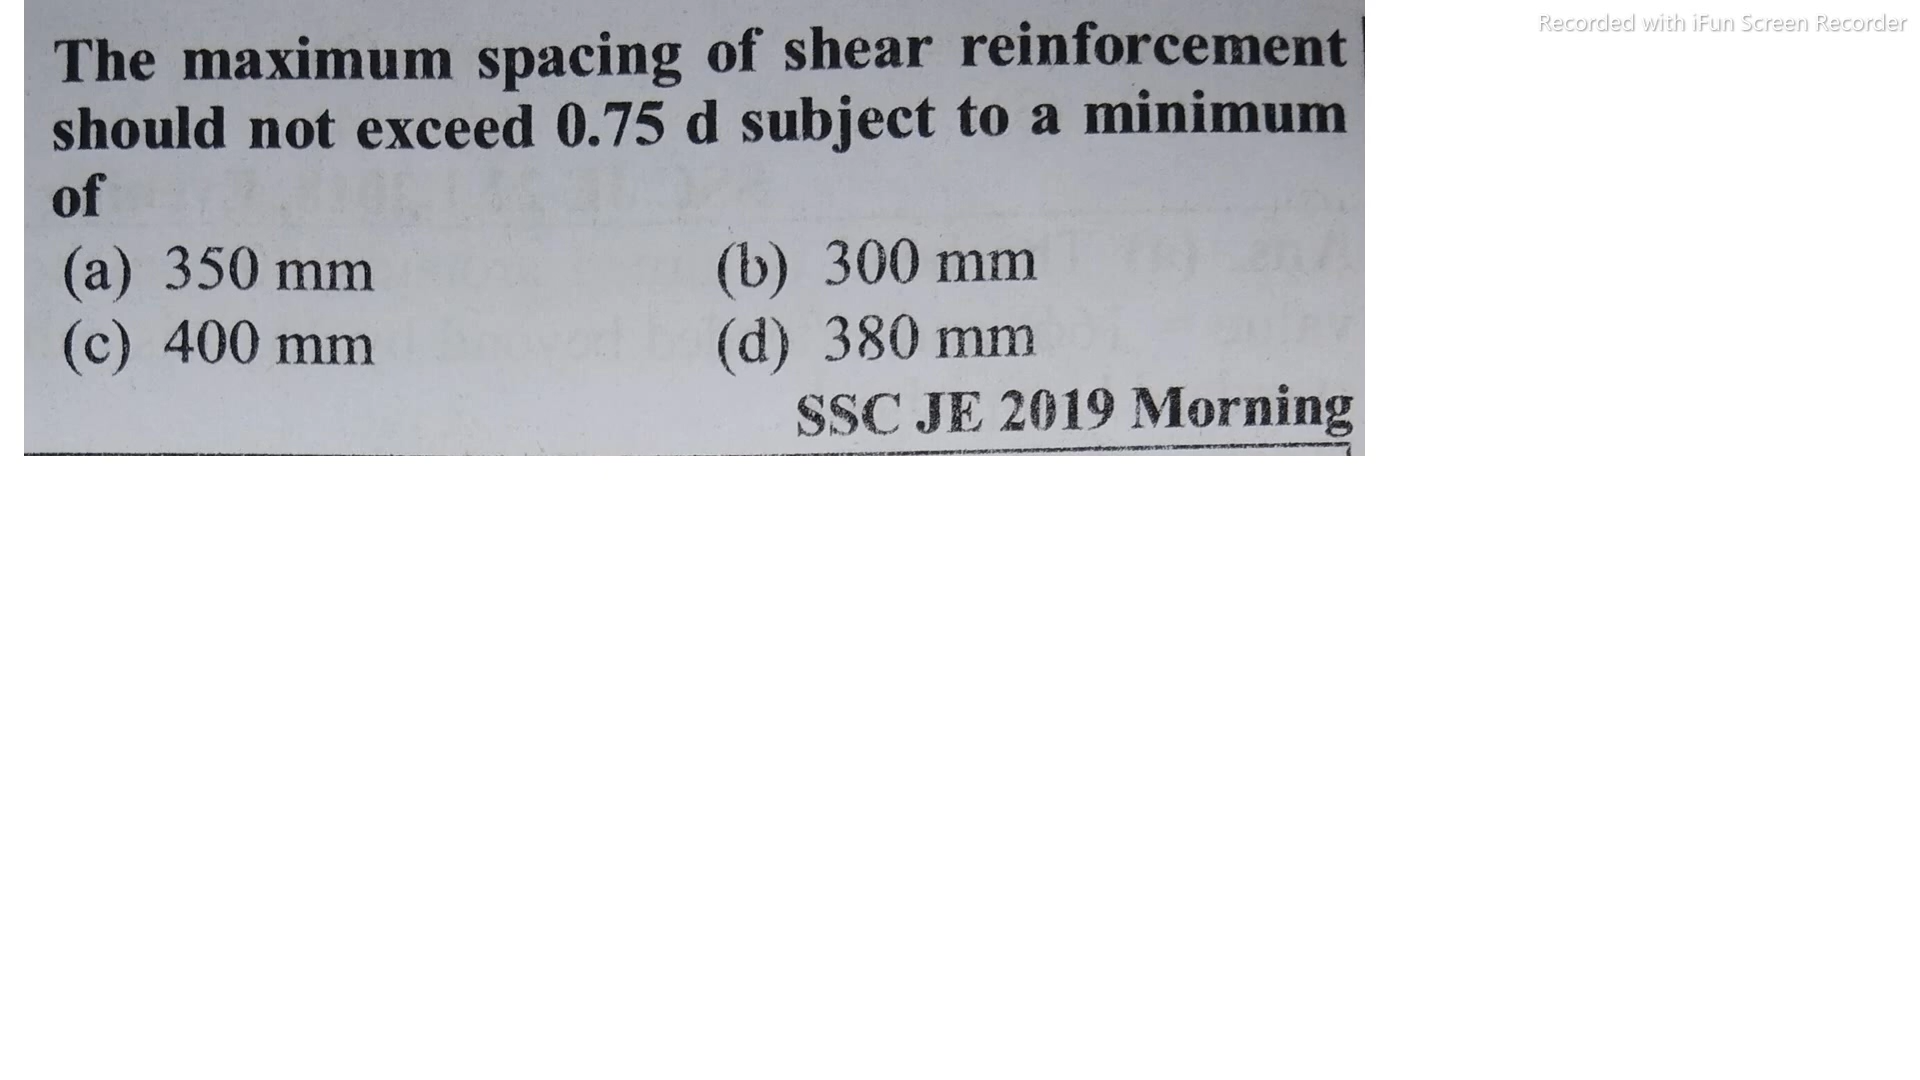 Recorded with iFun Screen Recorder
The maximum spacing of shear reinforcement
should not exceed 0.75 d subject to a minimum
of
(a) 350 mm (b) 300 mm
(c) 400 mm (d) 380 mm
SSC JE 2019 Morning